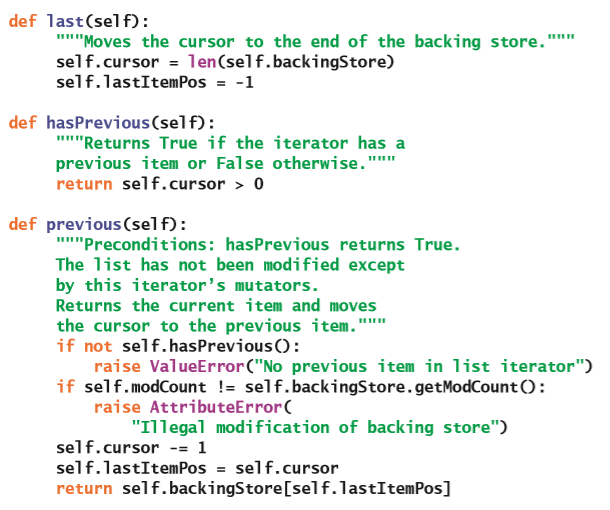 def last(self):
    """Moves the cursor to the end of the backing store."""
    self.cursor = len(self.backingStore)
    self.lastItemPos = -1

def hasPrevious(self):
    """Returns True if the iterator has a
    previous item or False otherwise."""
    return self.cursor > 0

def previous(self):
    """Preconditions: hasPrevious returns True.
    The list has not been modified except
    by this iterator’s mutators.
    Returns the current item and moves
    the cursor to the previous item."""
    if not self.hasPrevious():
        raise ValueError("No previous item in list iterator")
    if self.modCount != self.backingStore.getModCount():
        raise AttributeError(
            "Illegal modification of backing store")
    self.cursor -= 1
    self.lastItemPos = self.cursor
    return self.backingStore[self.lastItemPos]